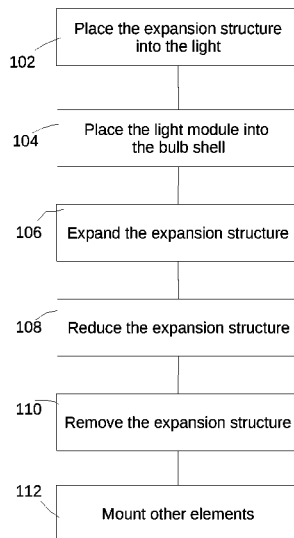 Place the expansion structure
into the light
102
Place the light module into
the bulb shell
104
106
Expand the expansion structure
108
Reduce the expansion structure
110
Remove the expansion structure
112
Mount other elements